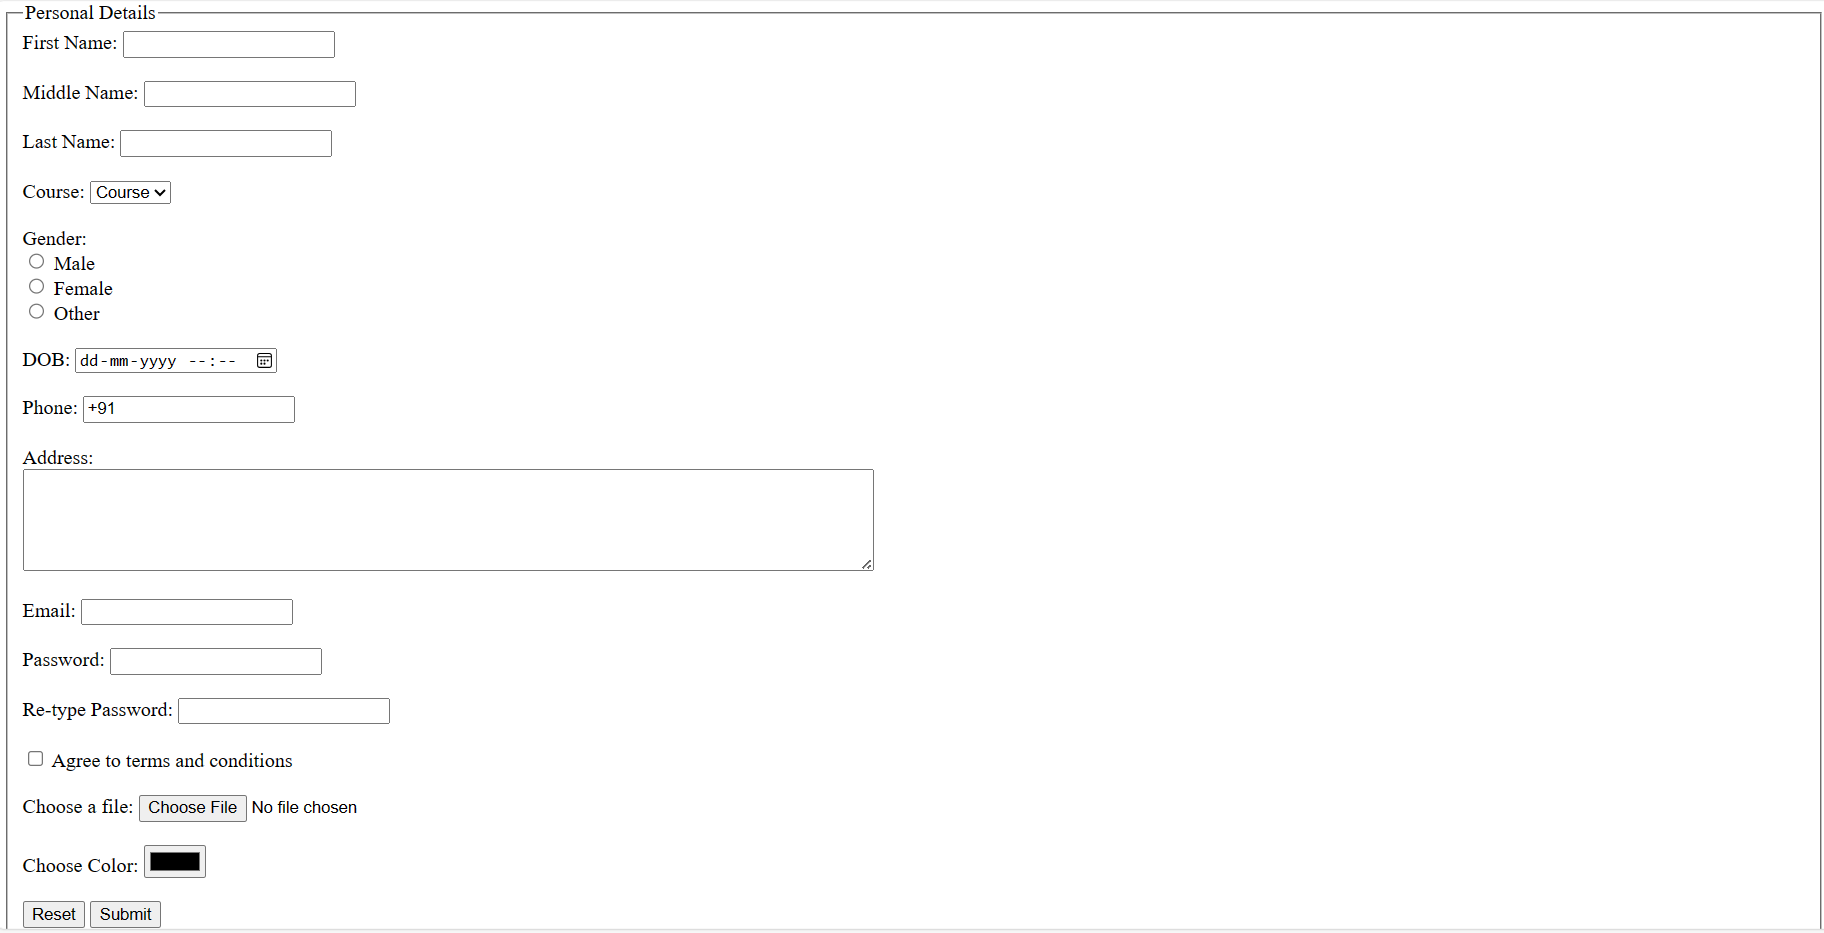 Personal Details
First Name:
Middle Name:
Last Name:
Course: Course
Gender:
Male
Female
Other
DOB: dd-mm-yyyy --:--
Phone: +91
Address:
Email:
Password:
Re-type Password:
Agree to terms and conditions
Choose a file: Choose File No file chosen
Choose Color:
Reset Submit